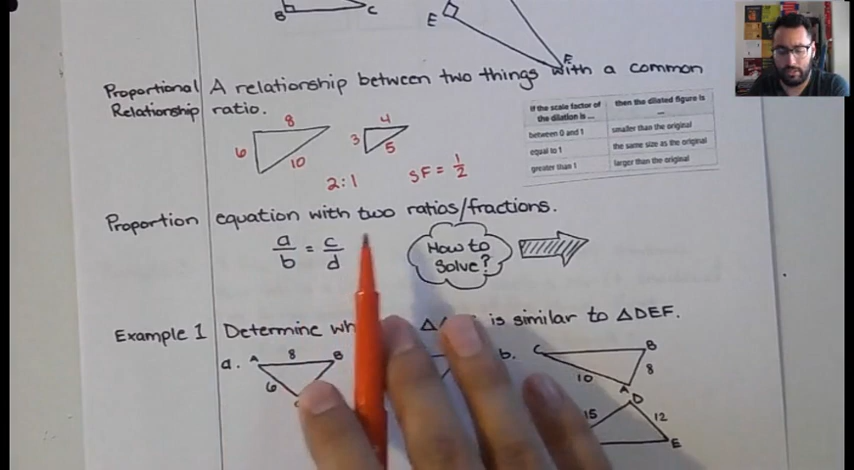 B C
E F
Proportional A relationship between two things with a common
Relationship ratio.
If the scale factor of the dilation is ... then the dilated figure is ...
between 0 and 1 smaller than the original
equal to 1 the same size as the original
greater than 1 larger than the original
8 4
6 10 3 5
2:1 SF = 1/2
Proportion equation with two ratios/fractions.
a/b = c/d
How to
Solve?
Example 1 Determine is similar to △DEF.
a. A 8 B
6
b. C B
10 8
A
D
15 12
E